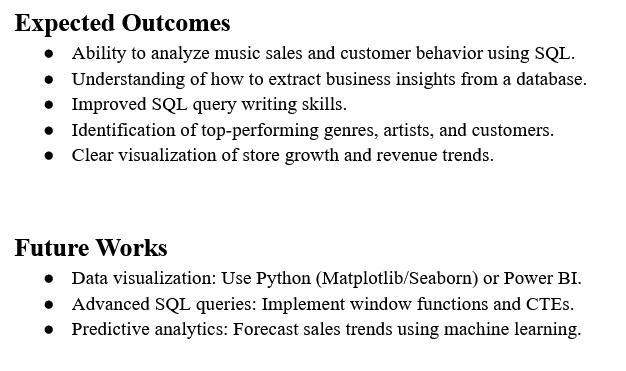 Expected Outcomes
● Ability to analyze music sales and customer behavior using SQL.
● Understanding of how to extract business insights from a database.
● Improved SQL query writing skills.
● Identification of top-performing genres, artists, and customers.
● Clear visualization of store growth and revenue trends.
Future Works
● Data visualization: Use Python (Matplotlib/Seaborn) or Power BI.
● Advanced SQL queries: Implement window functions and CTEs.
● Predictive analytics: Forecast sales trends using machine learning.